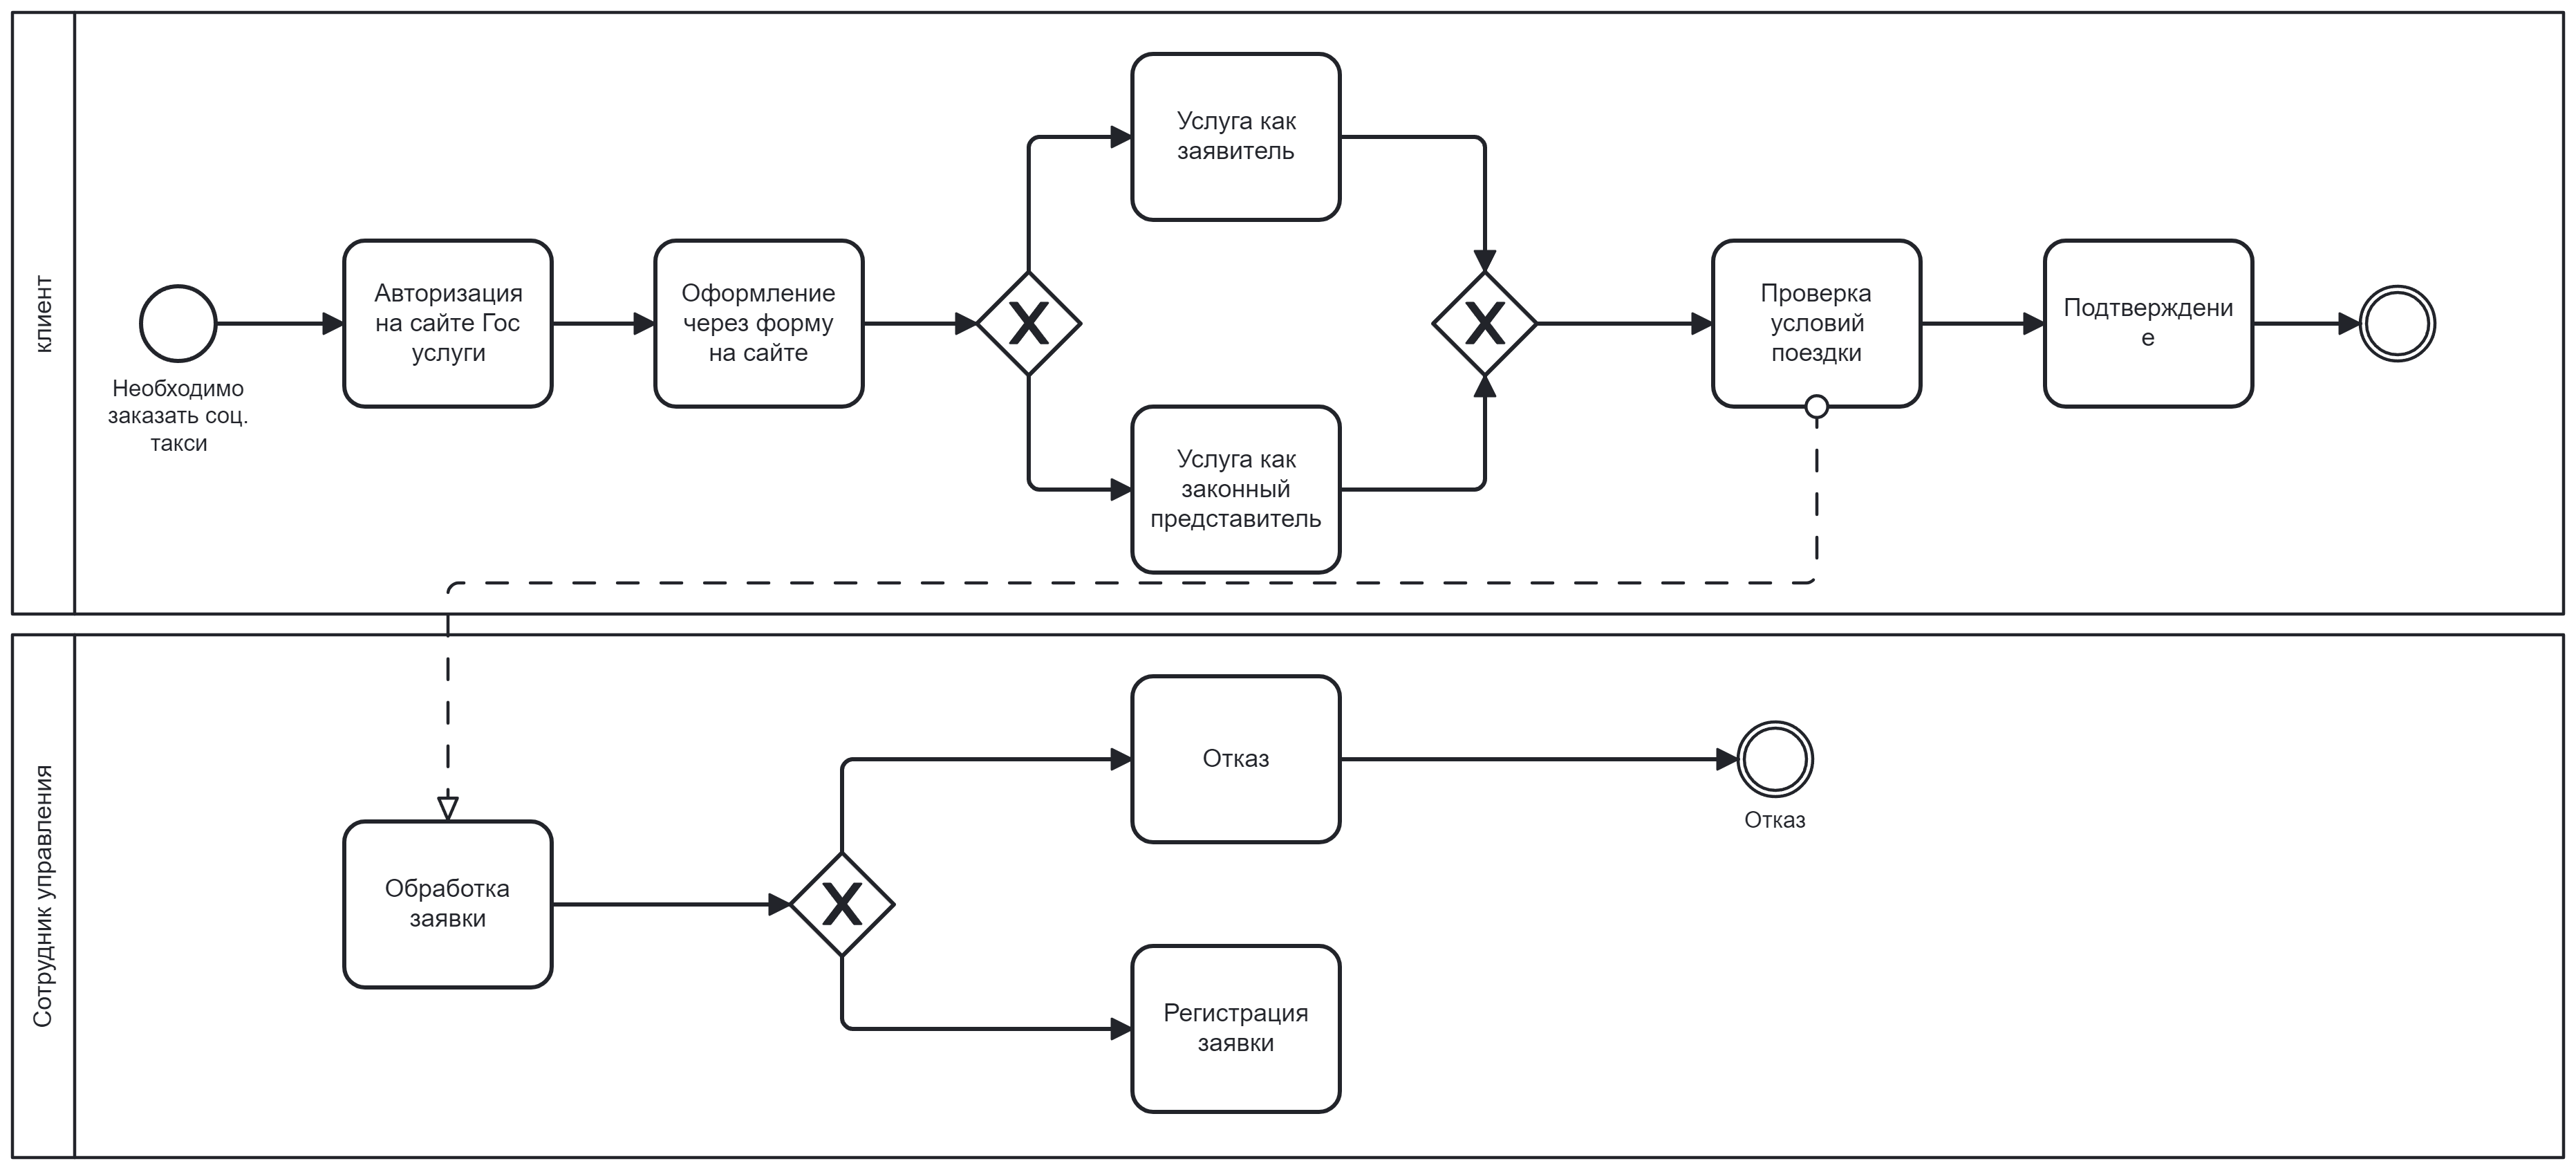 клиент
Необходимо
заказать соц.
такси
Авторизация
на сайте Гос
услуги
Оформление
через форму
на сайте
X
Услуга как
заявитель
Услуга как
законный
представитель
X
Проверка
условий
поездки
Подтверждени
е
Сотрудник управления
Обработка
заявки
X
Отказ
Отказ
Регистрация
заявки